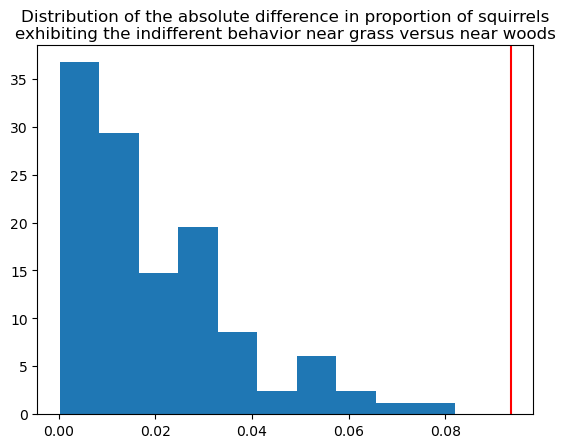 Distribution of the absolute difference in proportion of squirrels
exhibiting the indifferent behavior near grass versus near woods
35
30
25
20
15
10
5
0
0.00 0.02 0.04 0.06 0.08